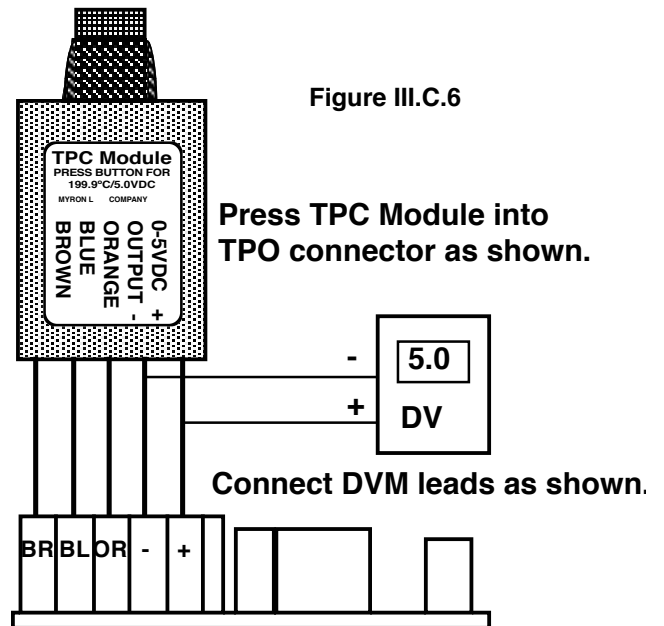 Figure III.C.6
TPC Module
PRESS BUTTON FOR
199.9ºC/5.0VDC
MYRON L COMPANY
BROWN
BLUE
ORANGE
OUTPUT -
0-5VDC +
Press TPC Module into
TPO connector as shown.
- 5.0
+ DV
Connect DVM leads as shown.
BR BL OR - +